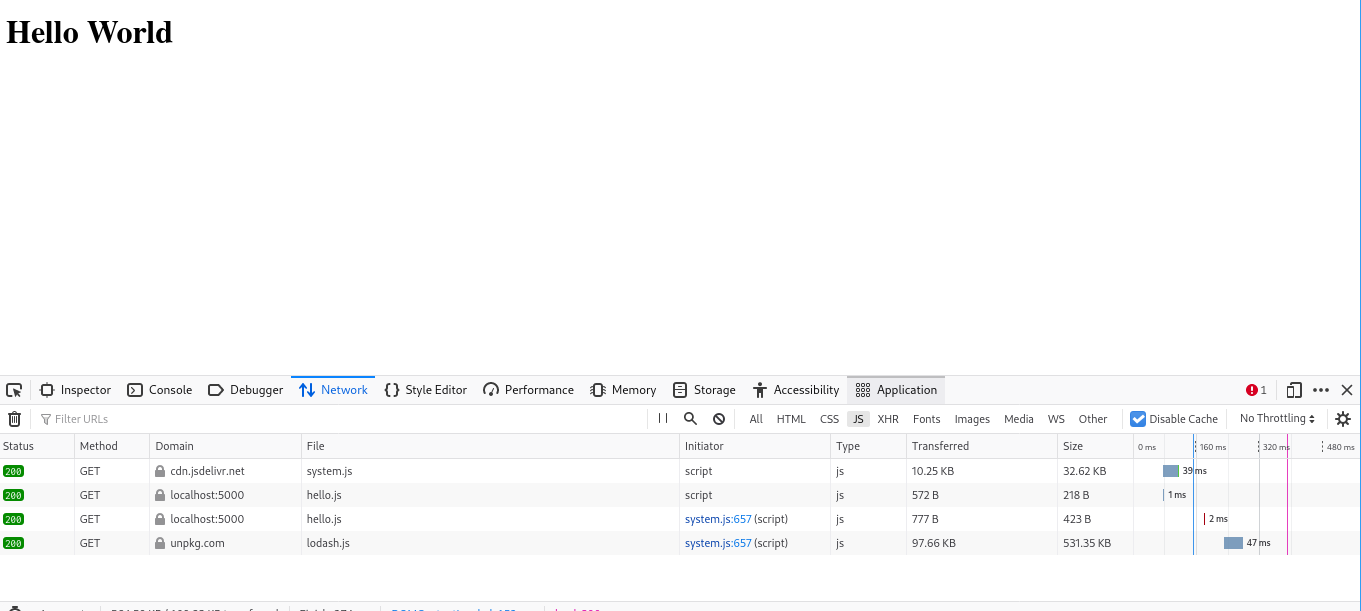 Hello World
Inspector Console Debugger Network Style Editor Performance Memory Storage Accessibility Application 1
Filter URLs All HTML CSS JS XHR Fonts Images Media WS Other Disable Cache No Throttling
Status Method Domain File Initiator Type Transferred Size 0 ms 160 ms 320 ms 480 ms
200 GET cdn.jsdelivr.net system.js script js 10.25 KB 32.62 KB 39 ms
200 GET localhost:5000 hello.js script js 572 B 218 B 1 ms
200 GET localhost:5000 hello.js system.js:657 (script) js 777 B 423 B 2 ms
200 GET unpkg.com lodash.js system.js:657 (script) js 97.66 KB 531.35 KB 47 ms